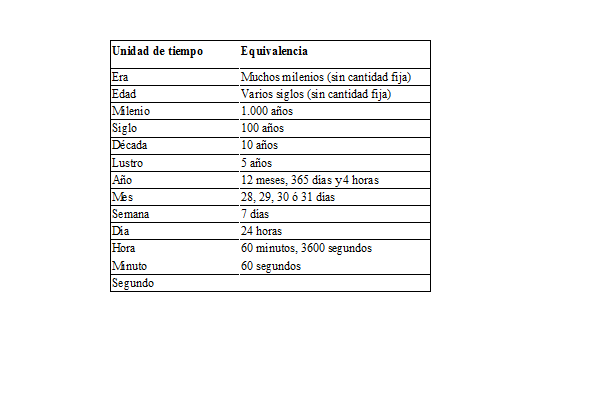 Unidad de tiempo Equivalencia
Era Muchos milenios (sin cantidad fija)
Edad Varios siglos (sin cantidad fija)
Milenio 1.000 años
Siglo 100 años
Década 10 años
Lustro 5 años
Año 12 meses, 365 días y 4 horas
Mes 28, 29, 30 ó 31 días
Semana 7 días
Día 24 horas
Hora 60 minutos, 3600 segundos
Minuto 60 segundos
Segundo